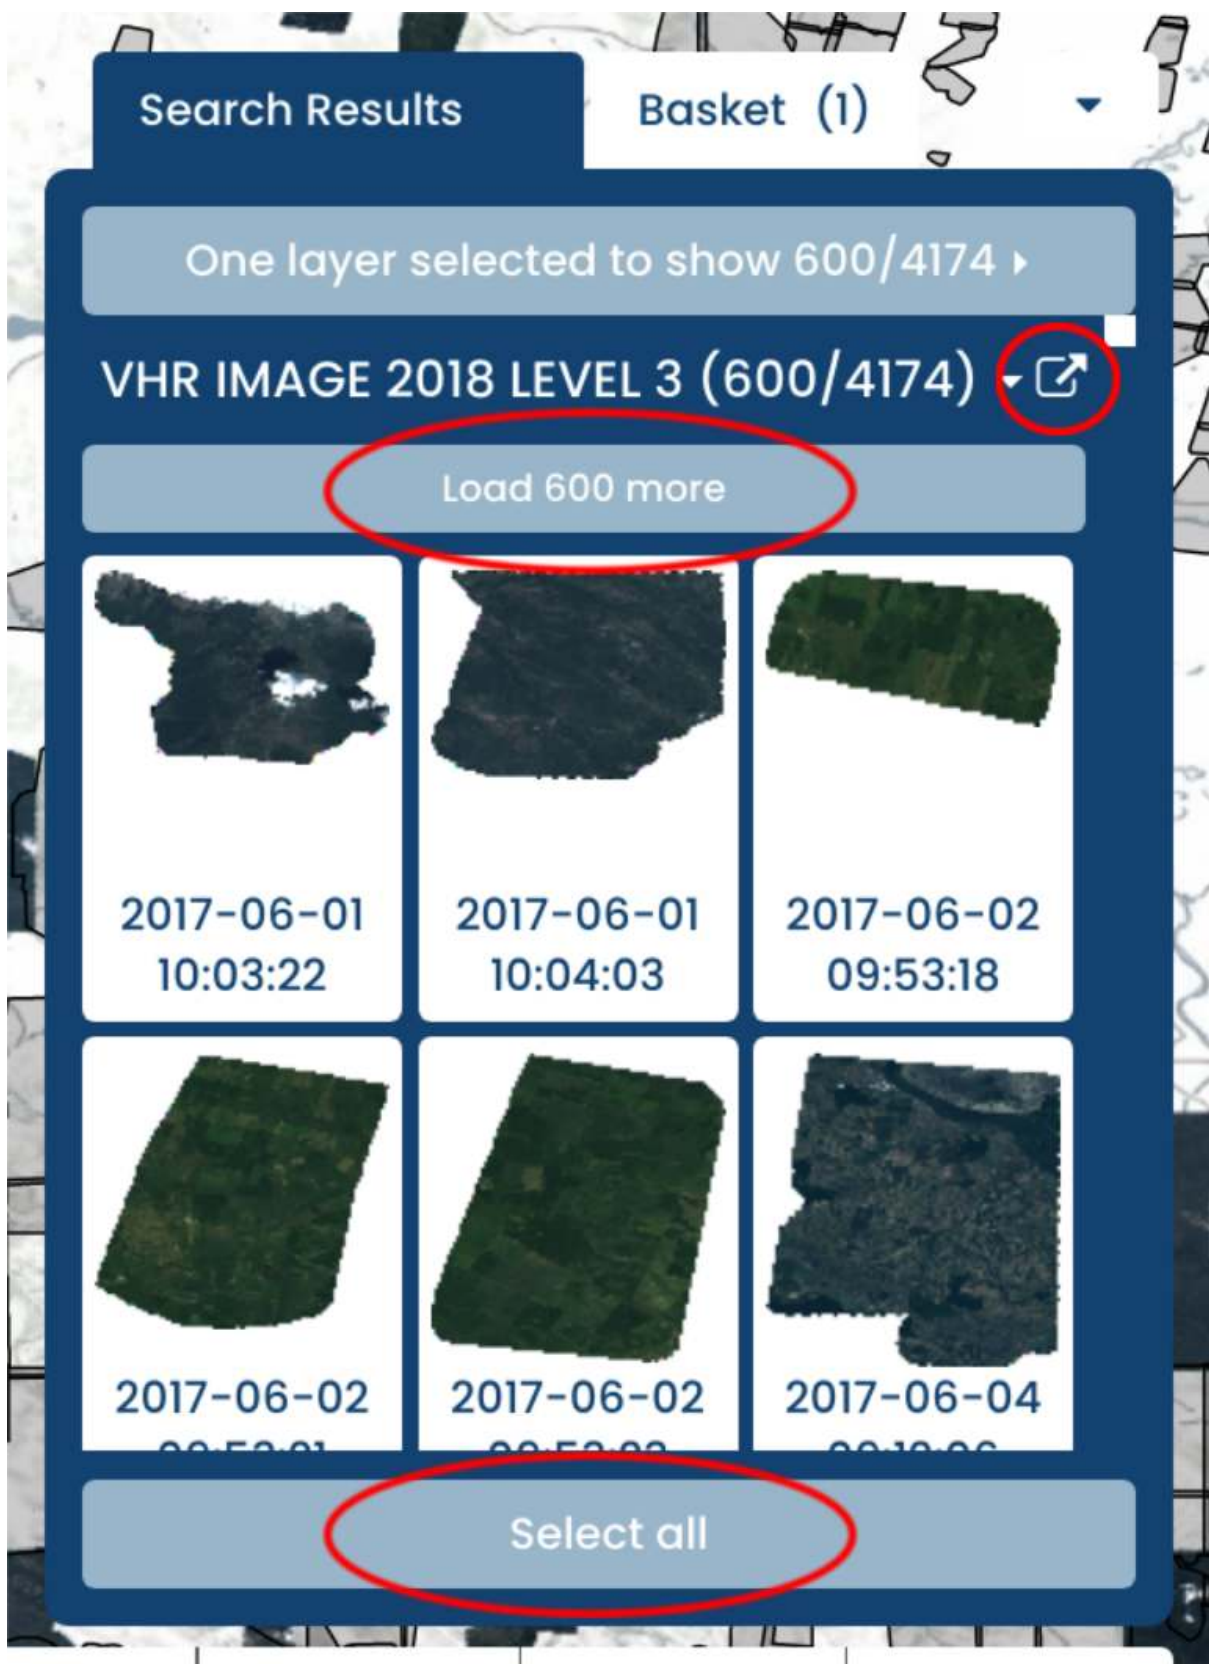 Search Results
Basket (1)
One layer selected to show 600/4174
VHR IMAGE 2018 LEVEL 3 (600/4174)
Load 600 more
2017-06-01 2017-06-01 2017-06-02
10:03:22 10:04:03 09:53:18
2017-06-02 2017-06-02 2017-06-04
Select all